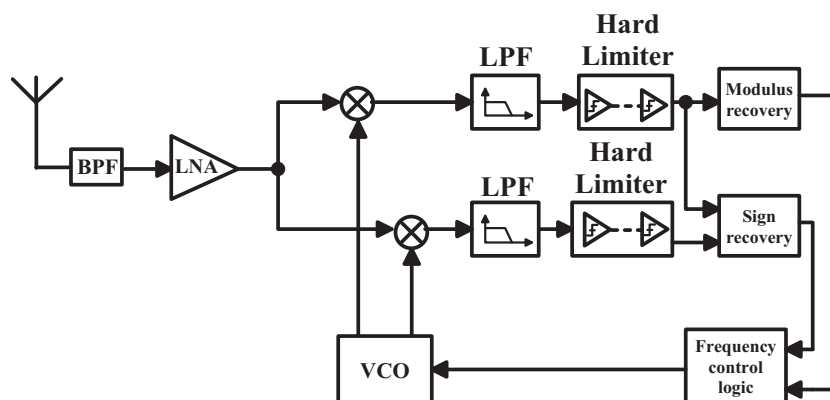 Hard
Limiter
LPF
Modulus
recovery
BPF
LNA
Hard
Limiter
LPF
Sign
recovery
VCO
Frequency
control
logic